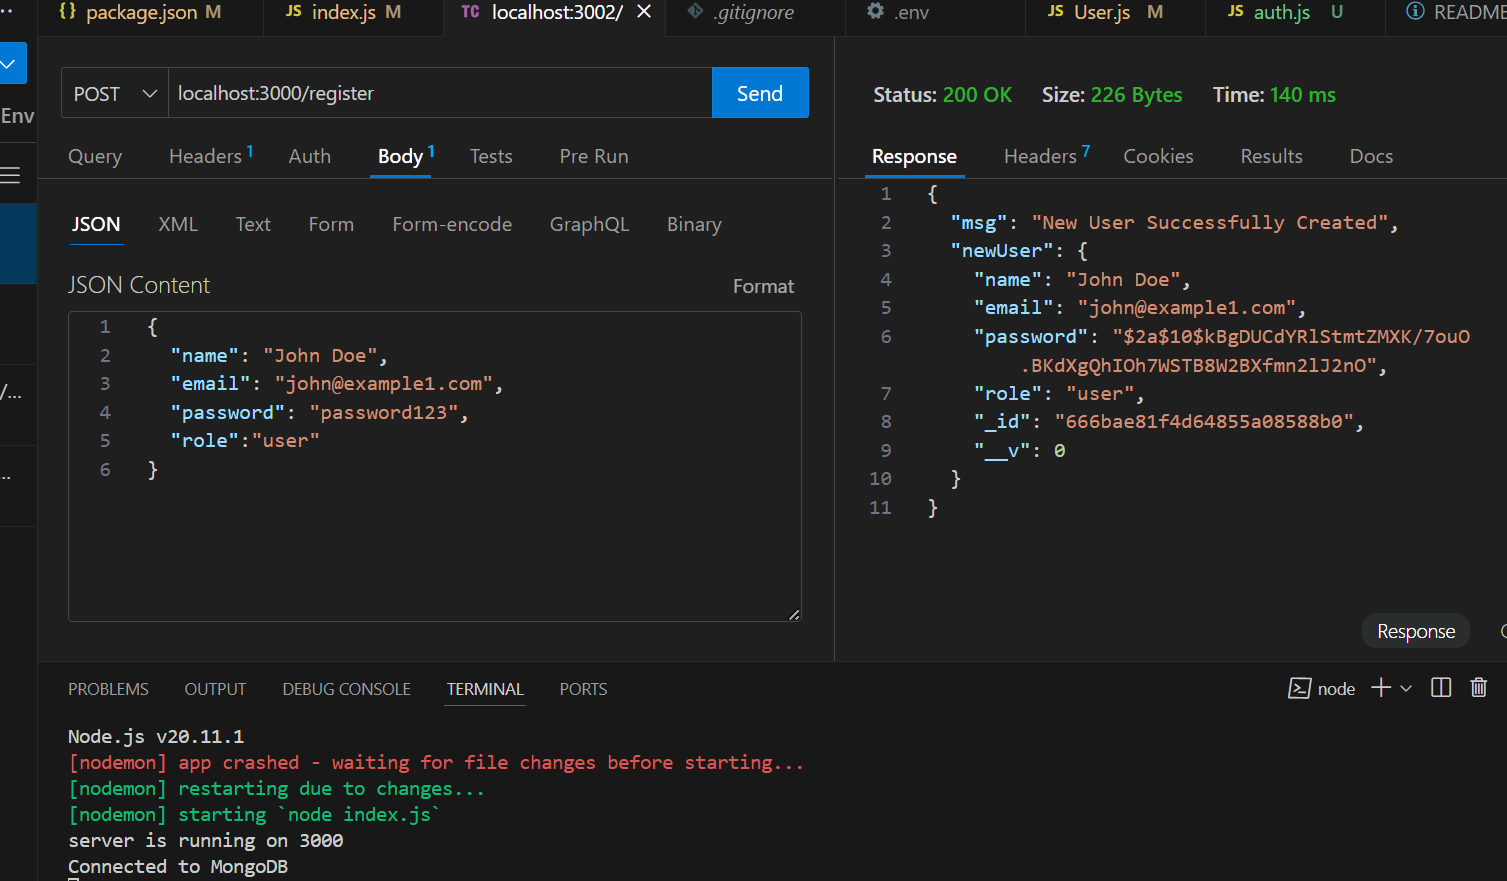 {} package.json M
JS index.js M
TC localhost:3002/ ×
.gitignore
.env
JS User.js M
JS auth.js U
README
Env
POST
localhost:3000/register
Send
Status: 200 OK Size: 226 Bytes Time: 140 ms
Query Headers 1 Auth Body 1 Tests Pre Run
Response Headers 7 Cookies Results Docs
JSON XML Text Form Form-encode GraphQL Binary
JSON Content
Format
1 {
2 "name": "John Doe",
3 "email": "john@example1.com",
4 "password": "password123",
5 "role":"user"
6 }
1 {
2 "msg": "New User Successfully Created",
3 "newUser": {
4 "name": "John Doe",
5 "email": "john@example1.com",
6 "password": "$2a$10$kBgDUCdYRlStmtZMXK/7ouO
.BKdXgQhIOh7WSTB8W2BXfmn2lJ2nO",
7 "role": "user",
8 "_id": "666bae81f4d64855a08588b0",
9 "__v": 0
10 }
11 }
/...
...
Response
PROBLEMS OUTPUT DEBUG CONSOLE TERMINAL PORTS
node
Node.js v20.11.1
[nodemon] app crashed - waiting for file changes before starting...
[nodemon] restarting due to changes...
[nodemon] starting `node index.js`
server is running on 3000
Connected to MongoDB